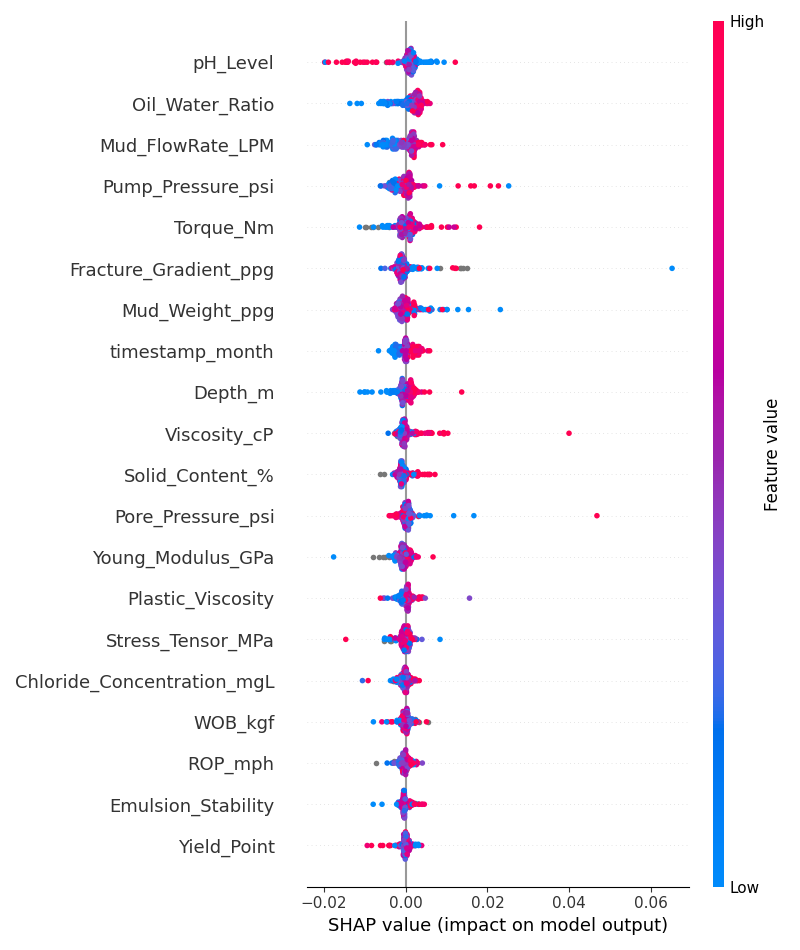 High
pH_Level
Oil_Water_Ratio
Mud_FlowRate_LPM
Pump_Pressure_psi
Torque_Nm
Fracture_Gradient_ppg
Mud_Weight_ppg
timestamp_month
Depth_m
Viscosity_cP
Solid_Content_%
Pore_Pressure_psi
Young_Modulus_GPa
Plastic_Viscosity
Stress_Tensor_MPa
Chloride_Concentration_mgL
WOB_kgf
ROP_mph
Emulsion_Stability
Yield_Point
Feature value
Low
−0.02 0.00 0.02 0.04 0.06
SHAP value (impact on model output)